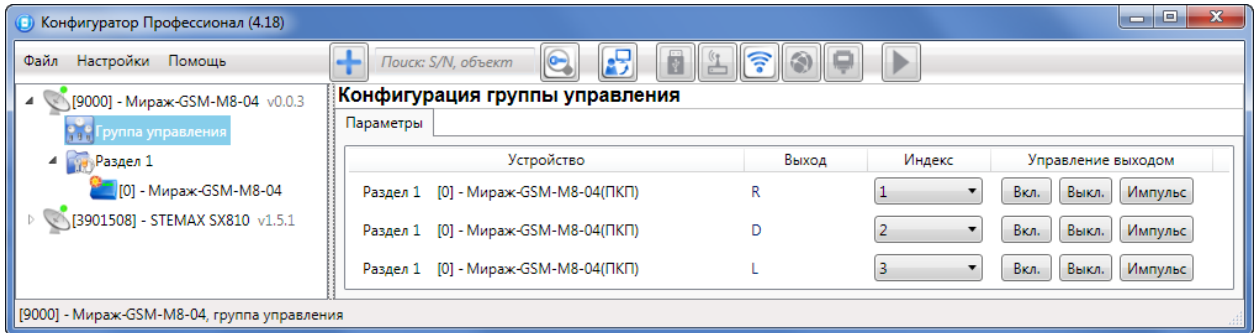 Конфигуратор Профессионал (4.18)
Файл Настройки Помощь
Поиск: S/N, объект
[9000] - Мираж-GSM-M8-04 v0.0.3
Группа управления
Раздел 1
[0] - Мираж-GSM-M8-04
[3901508] - STEMAX SX810 v1.5.1
Конфигурация группы управления
Параметры
Устройство Выход Индекс Управление выходом
Раздел 1 [0] - Мираж-GSM-M8-04(ПКП) R 1 Вкл. Выкл. Импульс
Раздел 1 [0] - Мираж-GSM-M8-04(ПКП) D 2 Вкл. Выкл. Импульс
Раздел 1 [0] - Мираж-GSM-M8-04(ПКП) L 3 Вкл. Выкл. Импульс
[9000] - Мираж-GSM-M8-04, группа управления